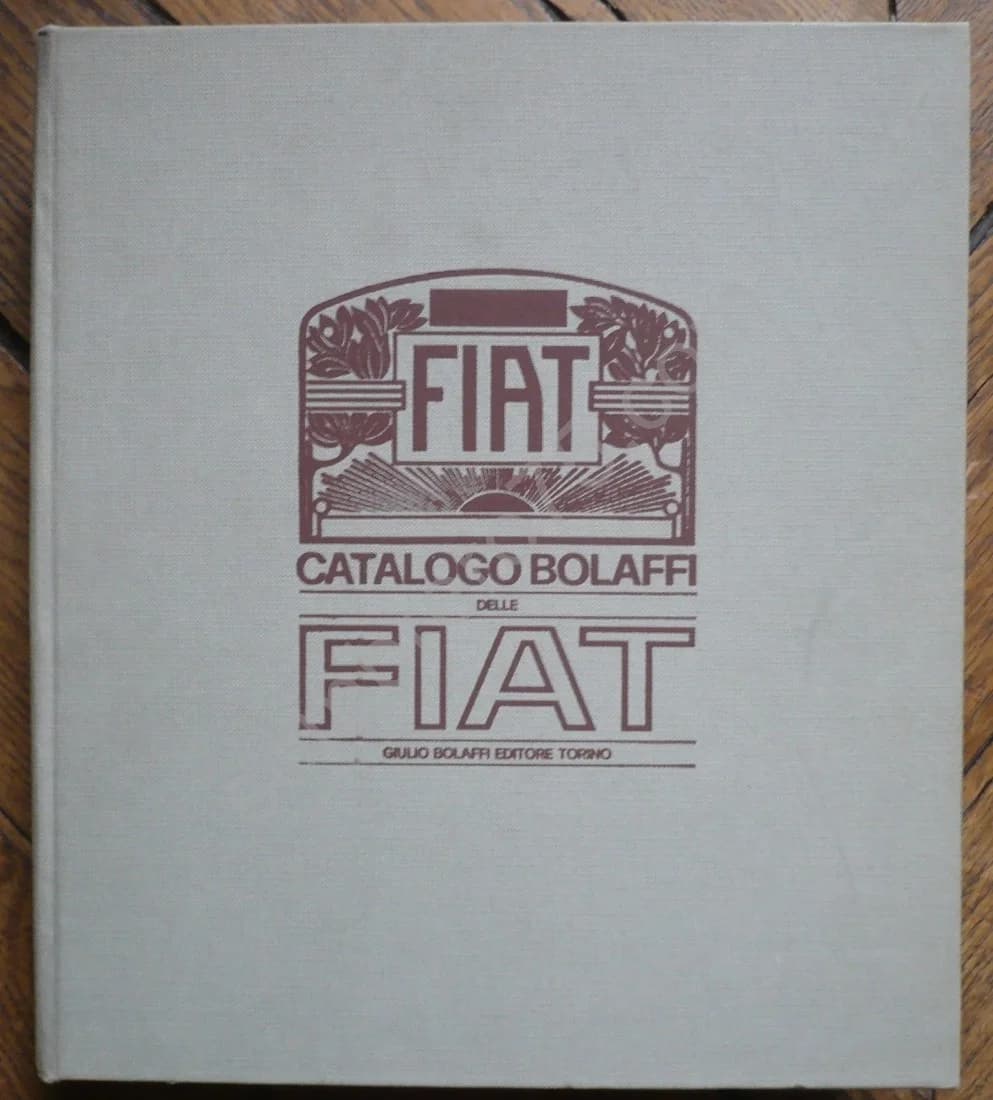 FIAT
CATALOGO BOLAFFI
DELLE
FIAT
GIULIO BOLAFFI EDITORE TORINO